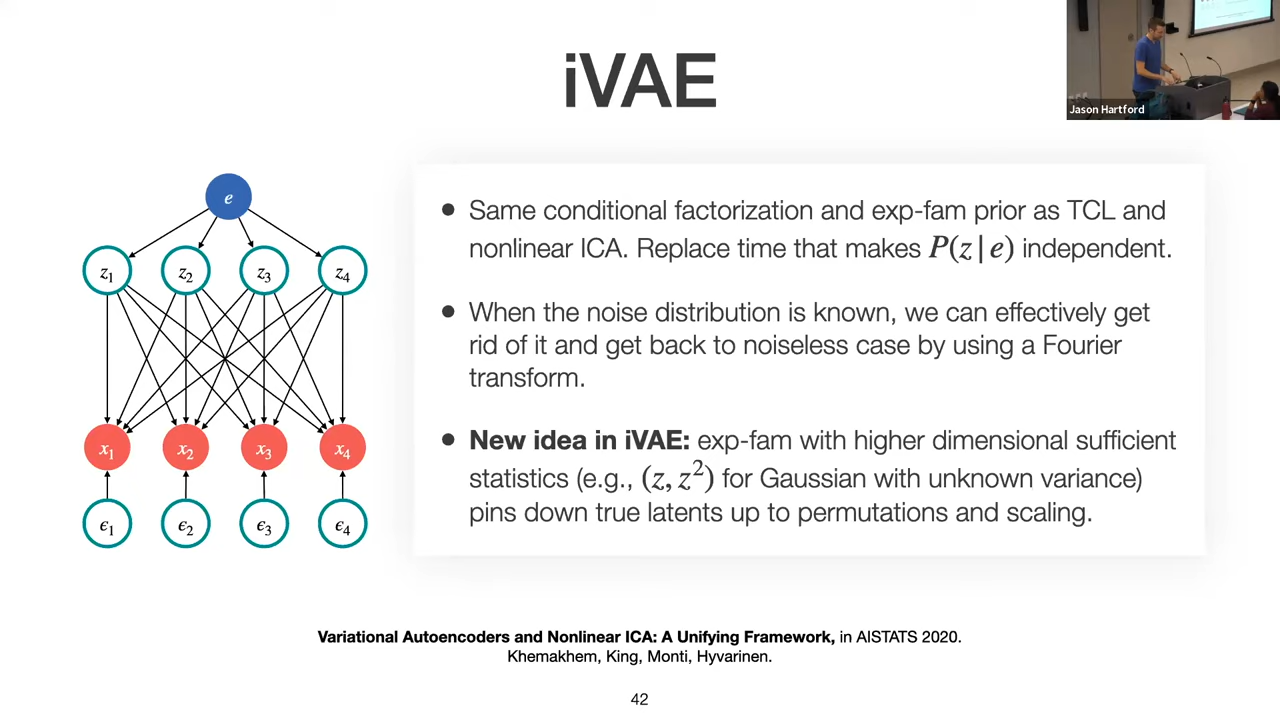 iVAE
Jason Hartford
e
z₁ z₂ z₃ z₄
x₁ x₂ x₃ x₄
ϵ₁ ϵ₂ ϵ₃ ϵ₄
• Same conditional factorization and exp-fam prior as TCL and
nonlinear ICA. Replace time that makes P(z|e) independent.
• When the noise distribution is known, we can effectively get
rid of it and get back to noiseless case by using a Fourier
transform.
• New idea in iVAE: exp-fam with higher dimensional sufficient
statistics (e.g., (z, z²) for Gaussian with unknown variance)
pins down true latents up to permutations and scaling.
Variational Autoencoders and Nonlinear ICA: A Unifying Framework, in AISTATS 2020.
Khemakhem, King, Monti, Hyvarinen.
42